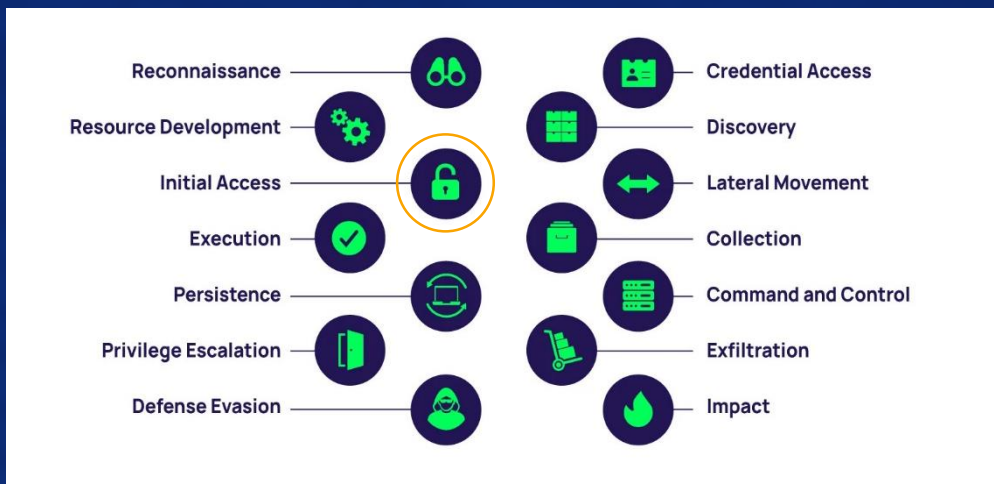 Reconnaissance
Resource Development
Initial Access
Execution
Persistence
Privilege Escalation
Defense Evasion
Credential Access
Discovery
Lateral Movement
Collection
Command and Control
Exfiltration
Impact